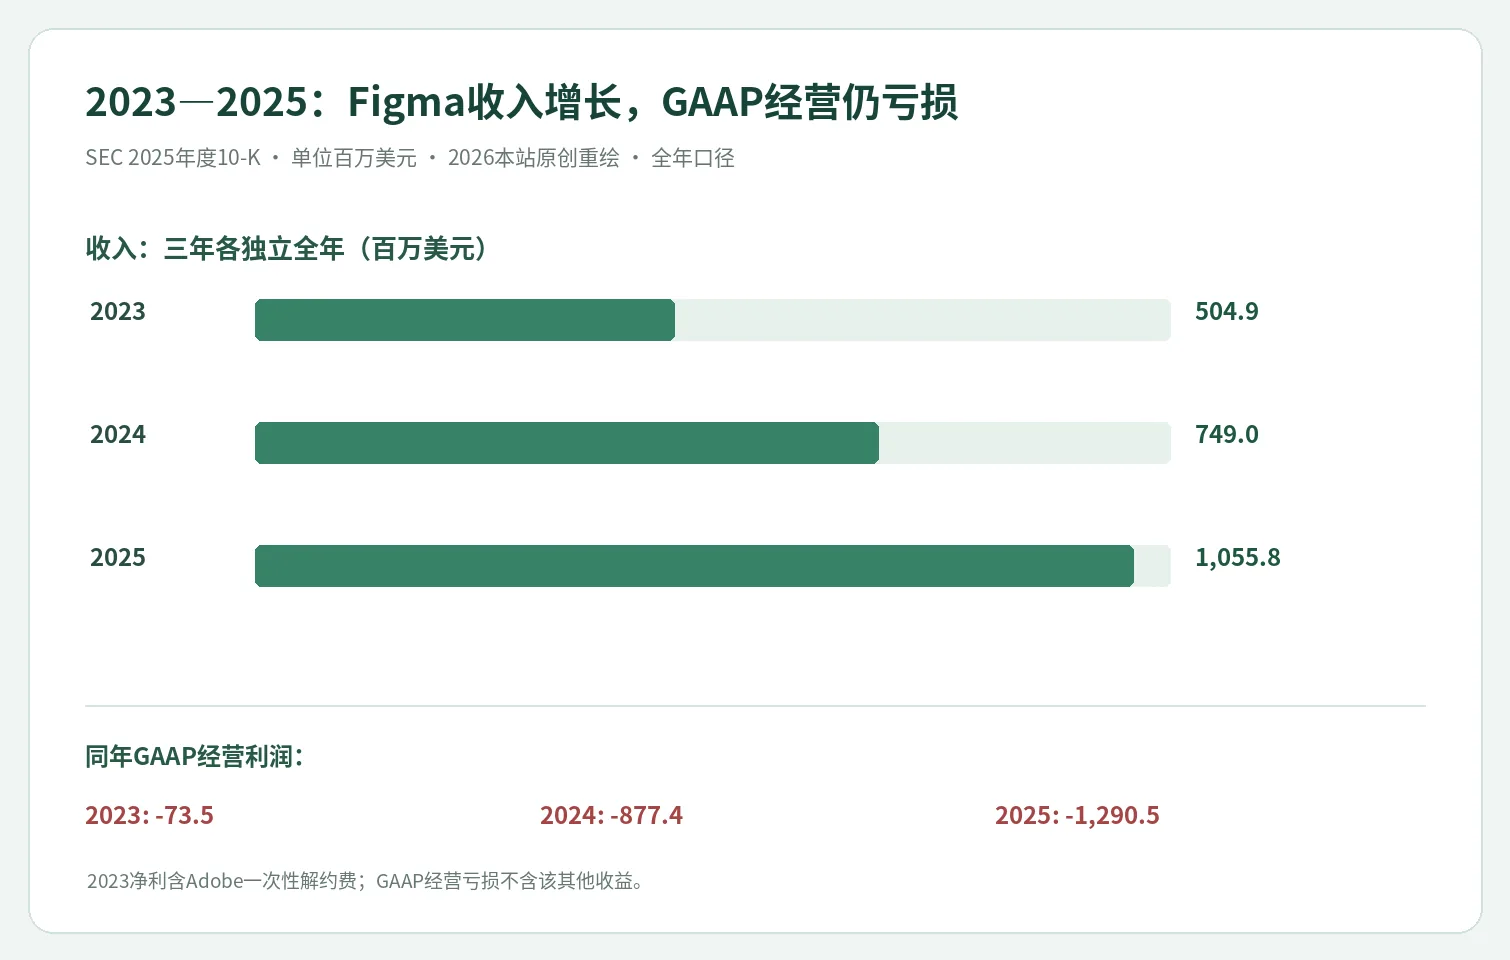 2023—2025：Figma收入增长，GAAP经营仍亏损
SEC 2025年度10-K · 单位百万美元 · 2026本站原创重绘 · 全年口径
收入：三年各独立全年（百万美元）
2023 504.9
2024 749.0
2025 1,055.8
同年GAAP经营利润：
2023: -73.5 2024: -877.4 2025: -1,290.5
2023净利含Adobe一次性解约费；GAAP经营亏损不含该其他收益。